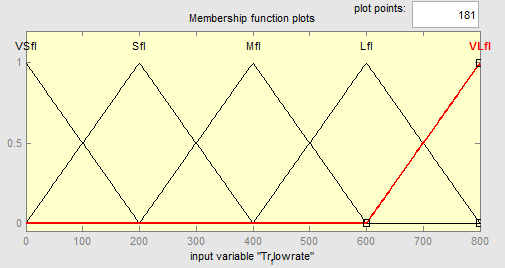 plot points:
181
Membership function plots
VSfl Sfl Mfl Lfl VLfl
1
0.5
0
0 100 200 300 400 500 600 700 800
input variable "Trflowrate"